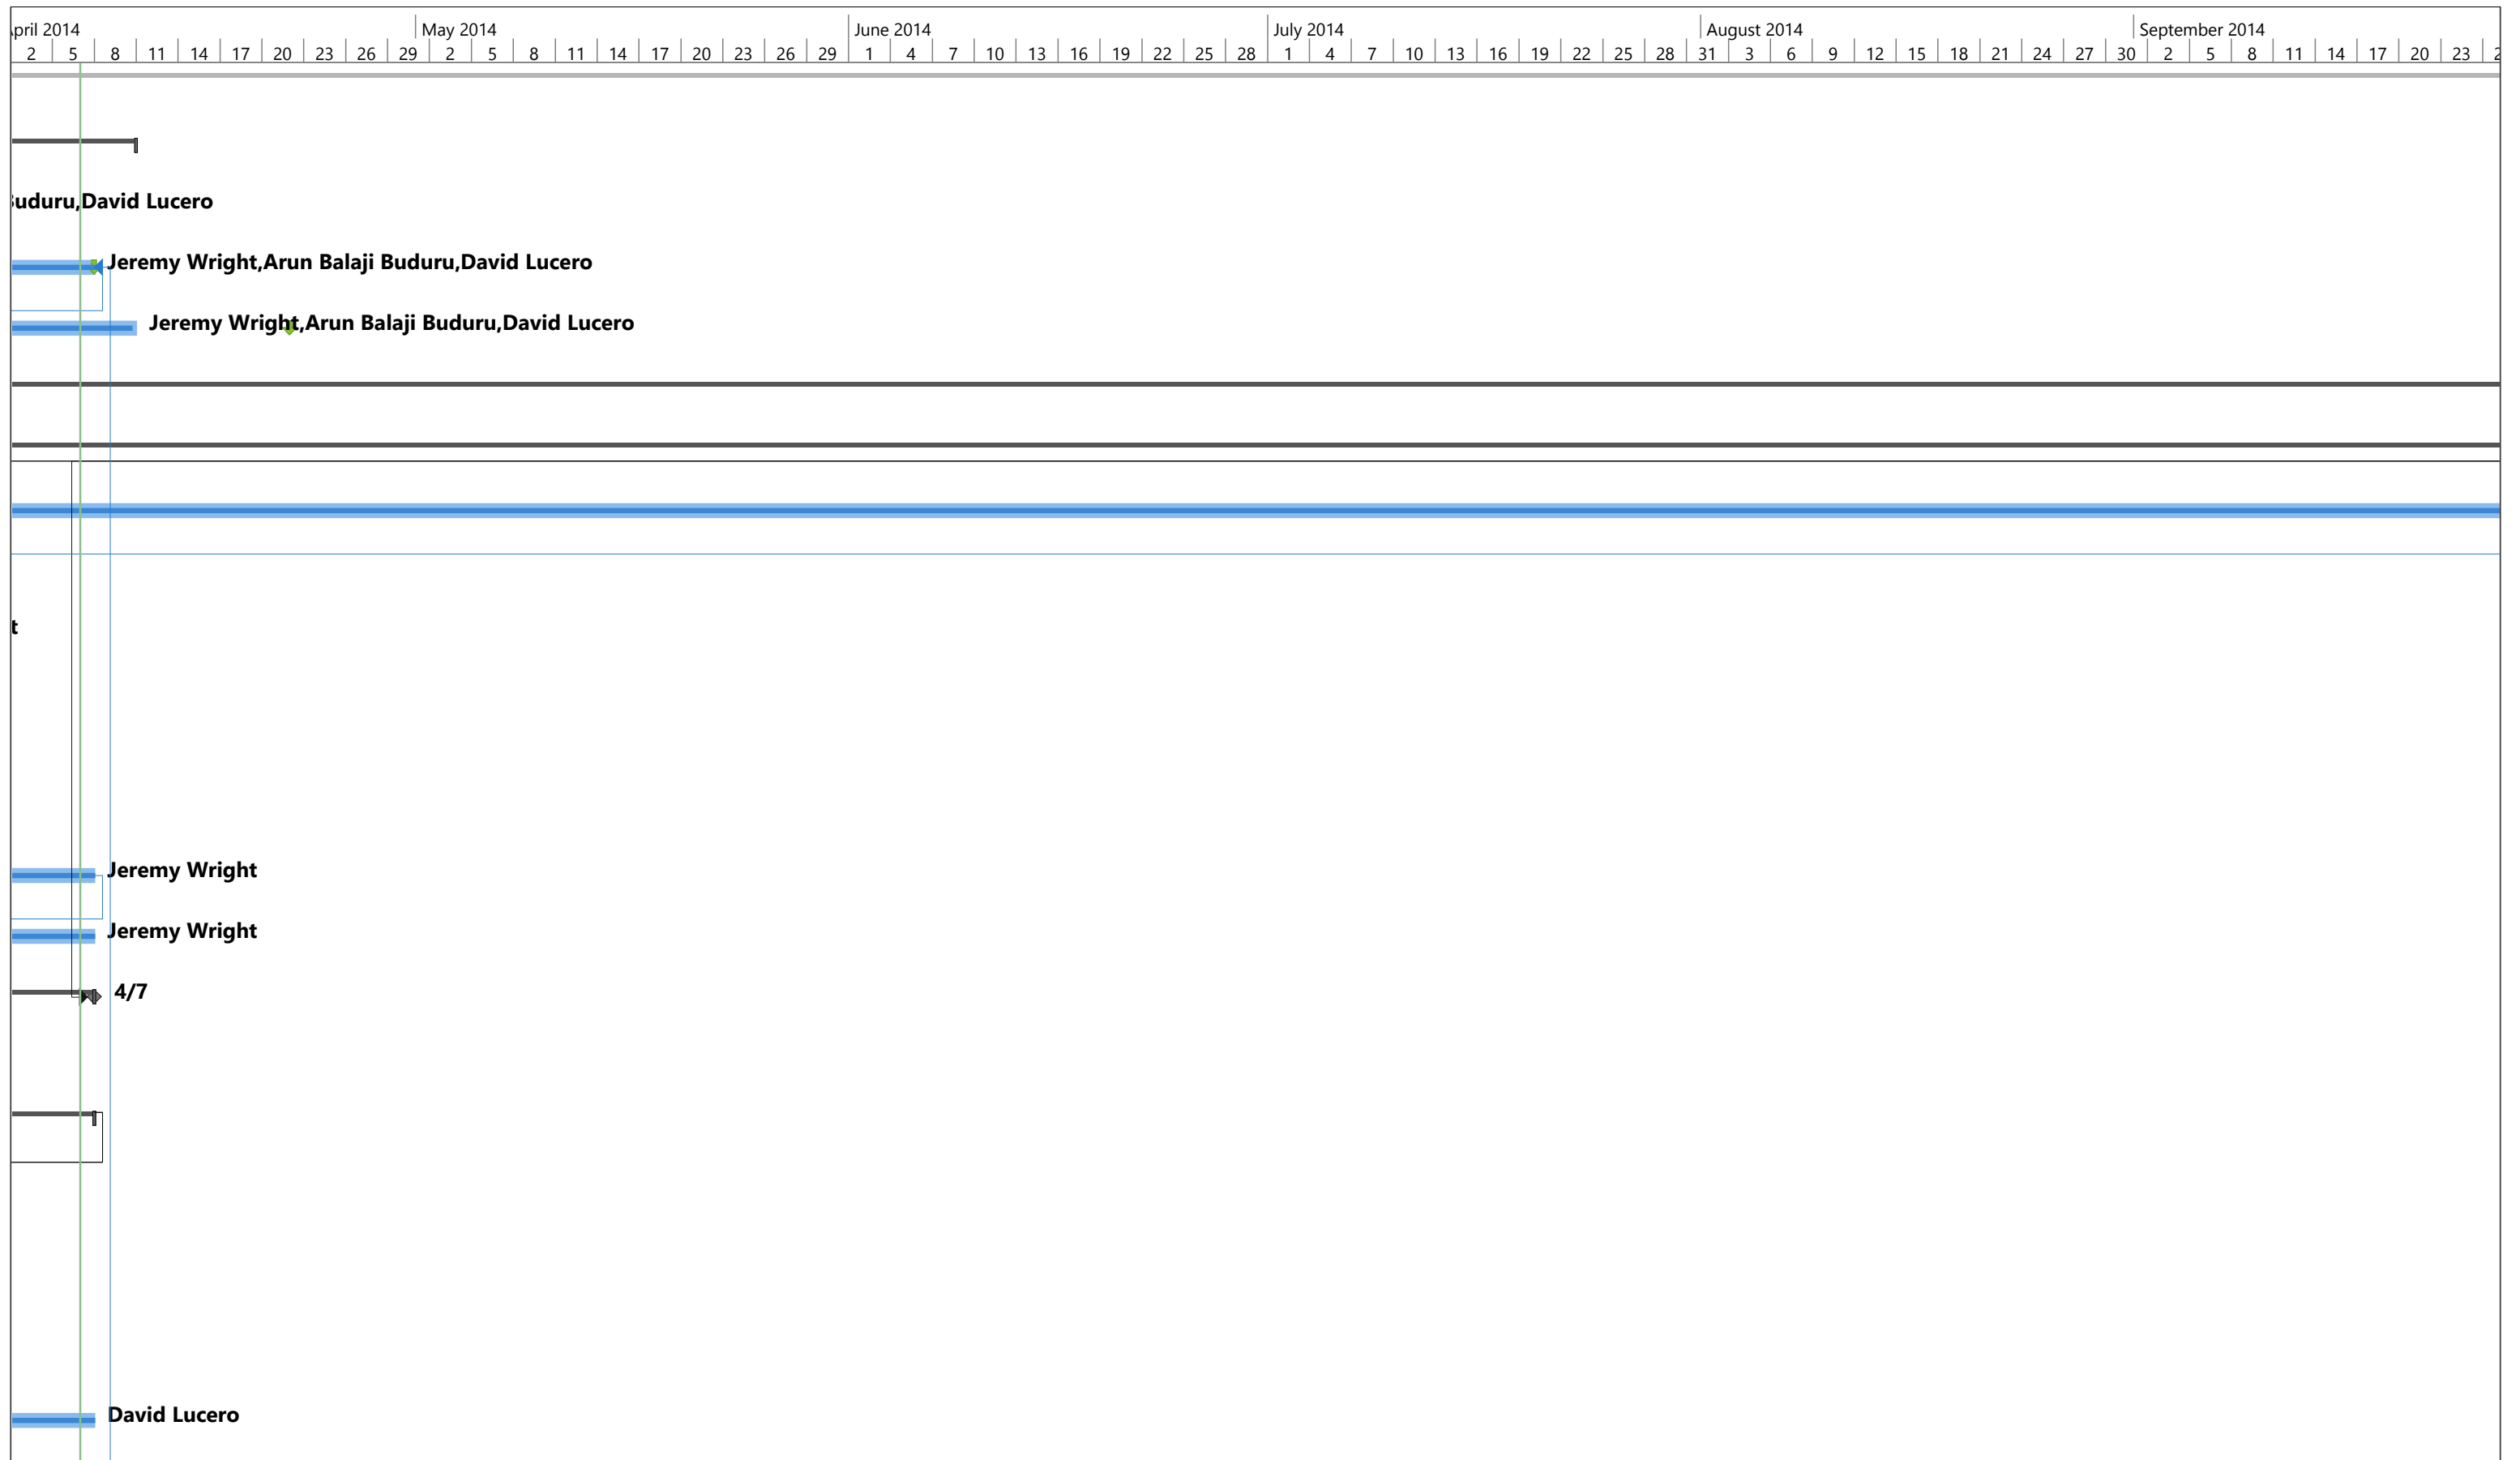 pril 2014 May 2014 June 2014 July 2014 August 2014 September 2014
2 5 8 11 14 17 20 23 26 29 2 5 8 11 14 17 20 23 26 29 1 4 7 10 13 16 19 22 25 28 1 4 7 10 13 16 19 22 25 28 31 3 6 9 12 15 18 21 24 27 30 2 5 8 11 14 17 20 23 2
uduru,David Lucero
Jeremy Wright,Arun Balaji Buduru,David Lucero
Jeremy Wright,Arun Balaji Buduru,David Lucero
t
Jeremy Wright
Jeremy Wright
4/7
David Lucero